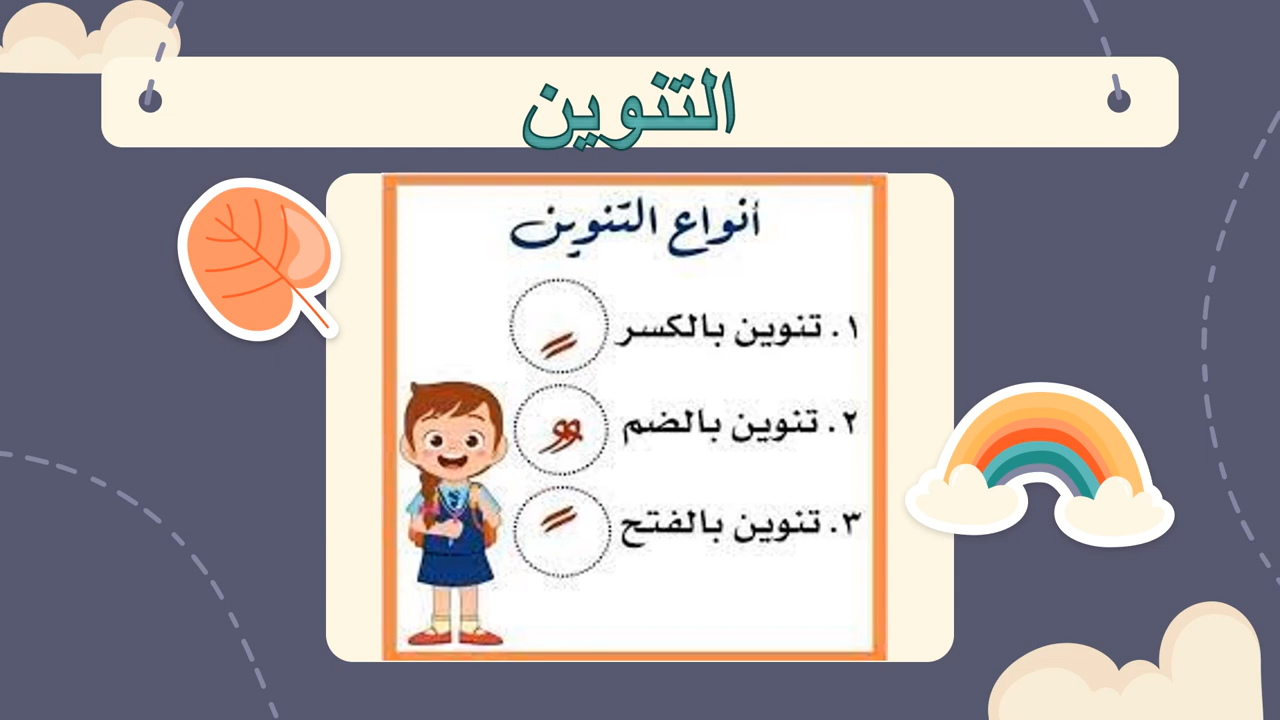 التنوين
أنواع التنوين
١. تنوين بالكسر ـٍ
٢. تنوين بالضم ـٌ
٣. تنوين بالفتح ـً